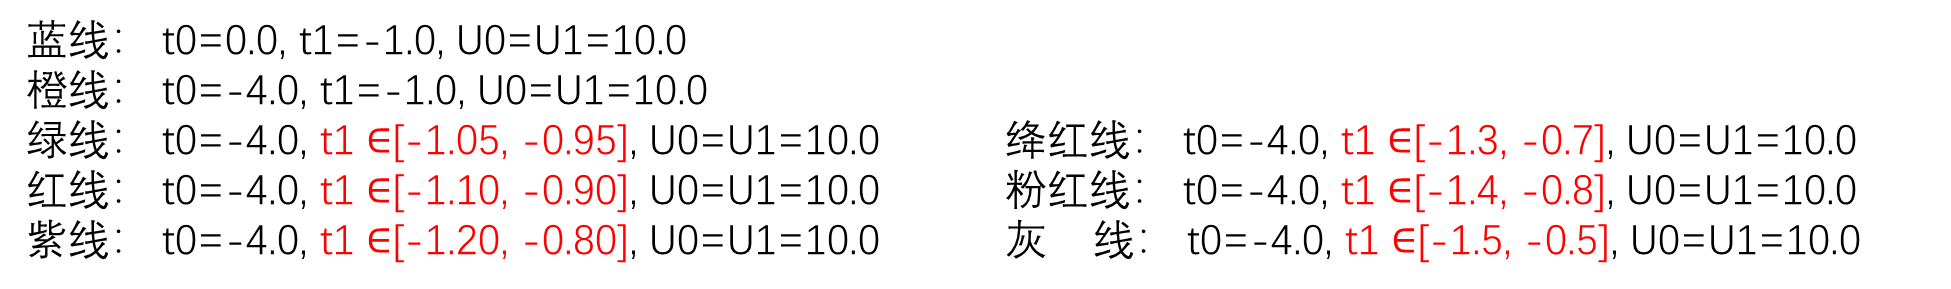 蓝线： t0=0.0, t1=-1.0, U0=U1=10.0
橙线： t0=-4.0, t1=-1.0, U0=U1=10.0
绿线： t0=-4.0, t1 ∈[-1.05, -0.95], U0=U1=10.0
红线： t0=-4.0, t1 ∈[-1.10, -0.90], U0=U1=10.0
紫线： t0=-4.0, t1 ∈[-1.20, -0.80], U0=U1=10.0
绛红线： t0=-4.0, t1 ∈[-1.3, -0.7], U0=U1=10.0
粉红线： t0=-4.0, t1 ∈[-1.4, -0.8], U0=U1=10.0
灰 线： t0=-4.0, t1 ∈[-1.5, -0.5], U0=U1=10.0